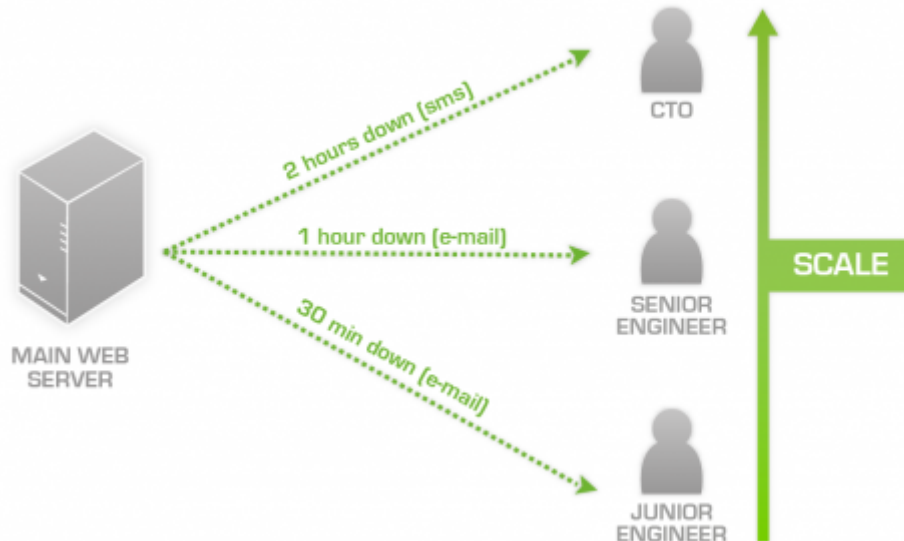 CTO
2 hours down (sms)
1 hour down (e-mail)
SCALE
SENIOR
ENGINEER
30 min down (e-mail)
MAIN WEB
SERVER
JUNIOR
ENGINEER